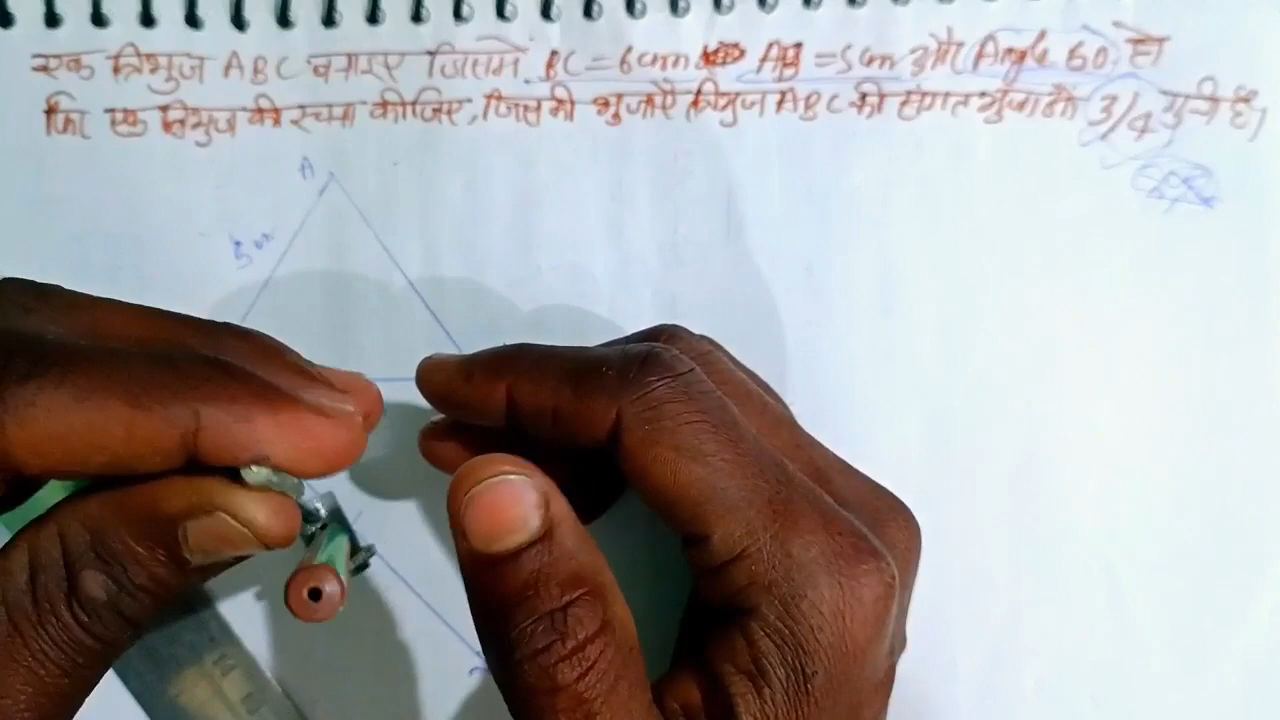 एक त्रिभुज ABC बनाइए जिसमें BC=6cm AB =5cm और Angle 60° हो
फिर एक त्रिभुज की रचना कीजिए, जिसकी भुजाएँ त्रिभुज ABC की संगत भुजाओं की 3/4 गुनी हैं।
A
5cm